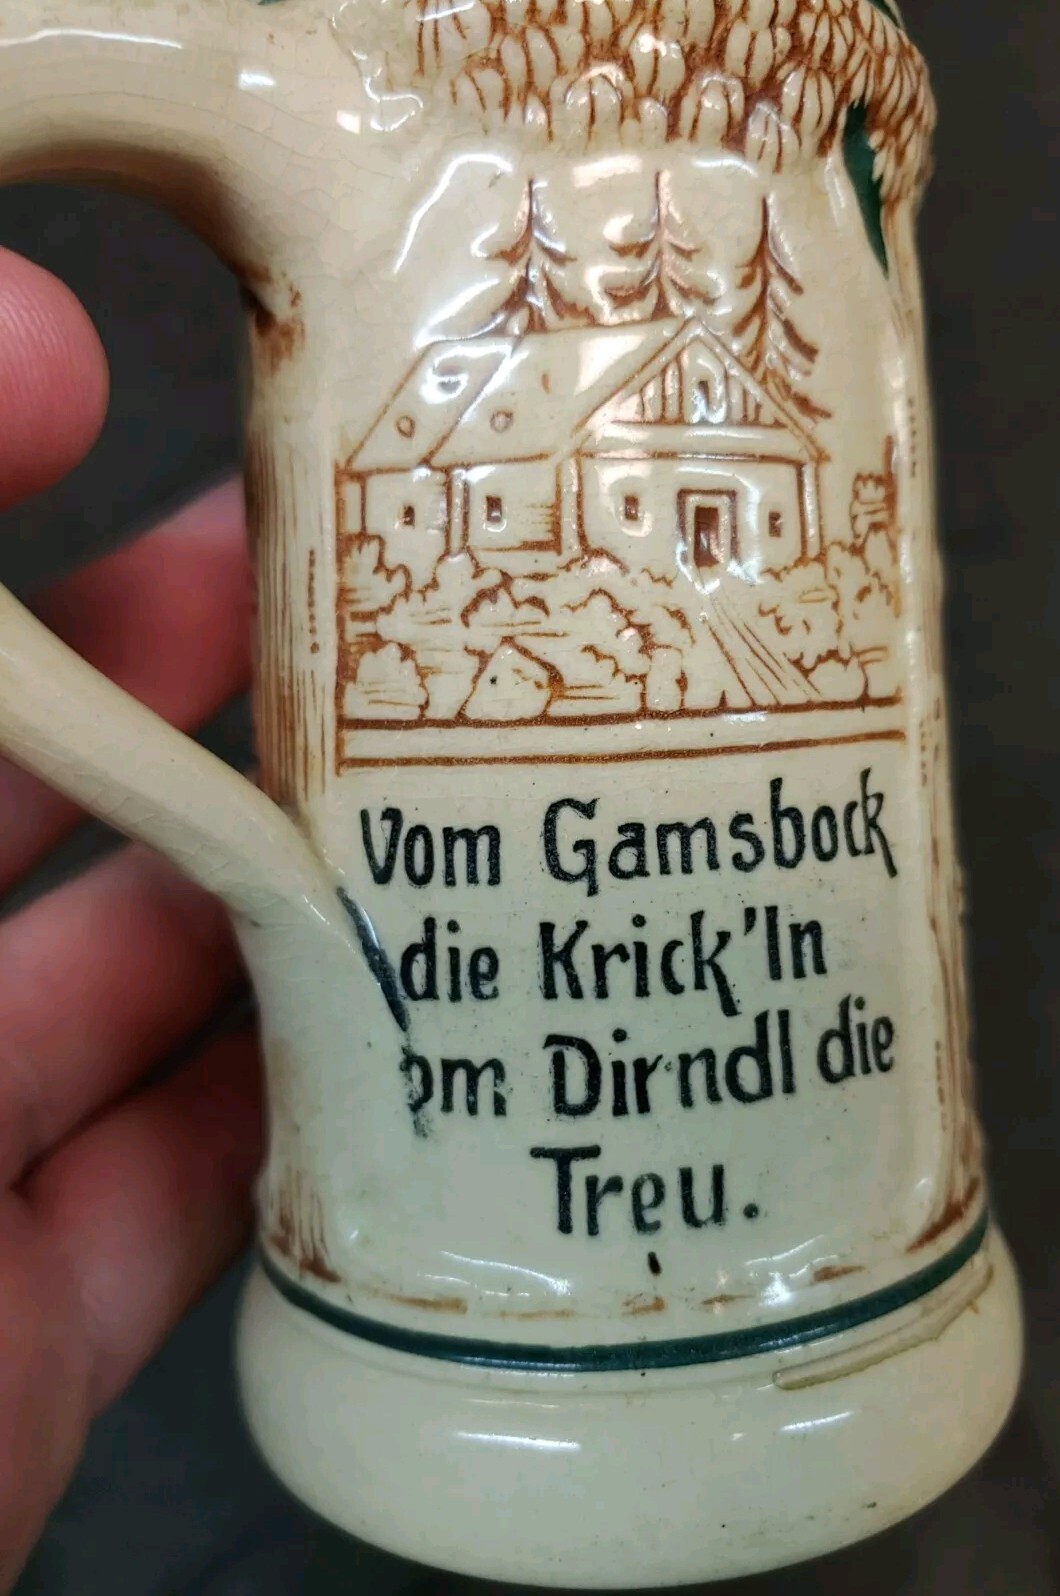 Vom Gamsbock
die Krick'ln
om Dirndl die
Treu.